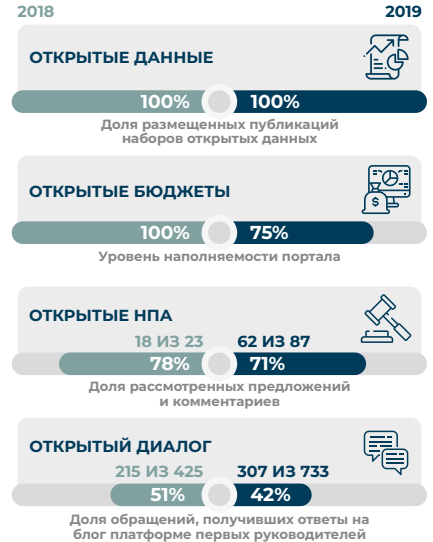 2018 2019
ОТКРЫТЫЕ ДАННЫЕ
100% 100%
Доля размещенных публикаций
наборов открытых данных
ОТКРЫТЫЕ БЮДЖЕТЫ
$
100% 75%
Уровень наполняемости портала
ОТКРЫТЫЕ НПА
18 ИЗ 23 62 ИЗ 87
78% 71%
Доля рассмотренных предложений
и комментариев
ОТКРЫТЫЙ ДИАЛОГ
215 ИЗ 425 307 ИЗ 733
51% 42%
Доля обращений, получивших ответы на
блог платформе первых руководителей